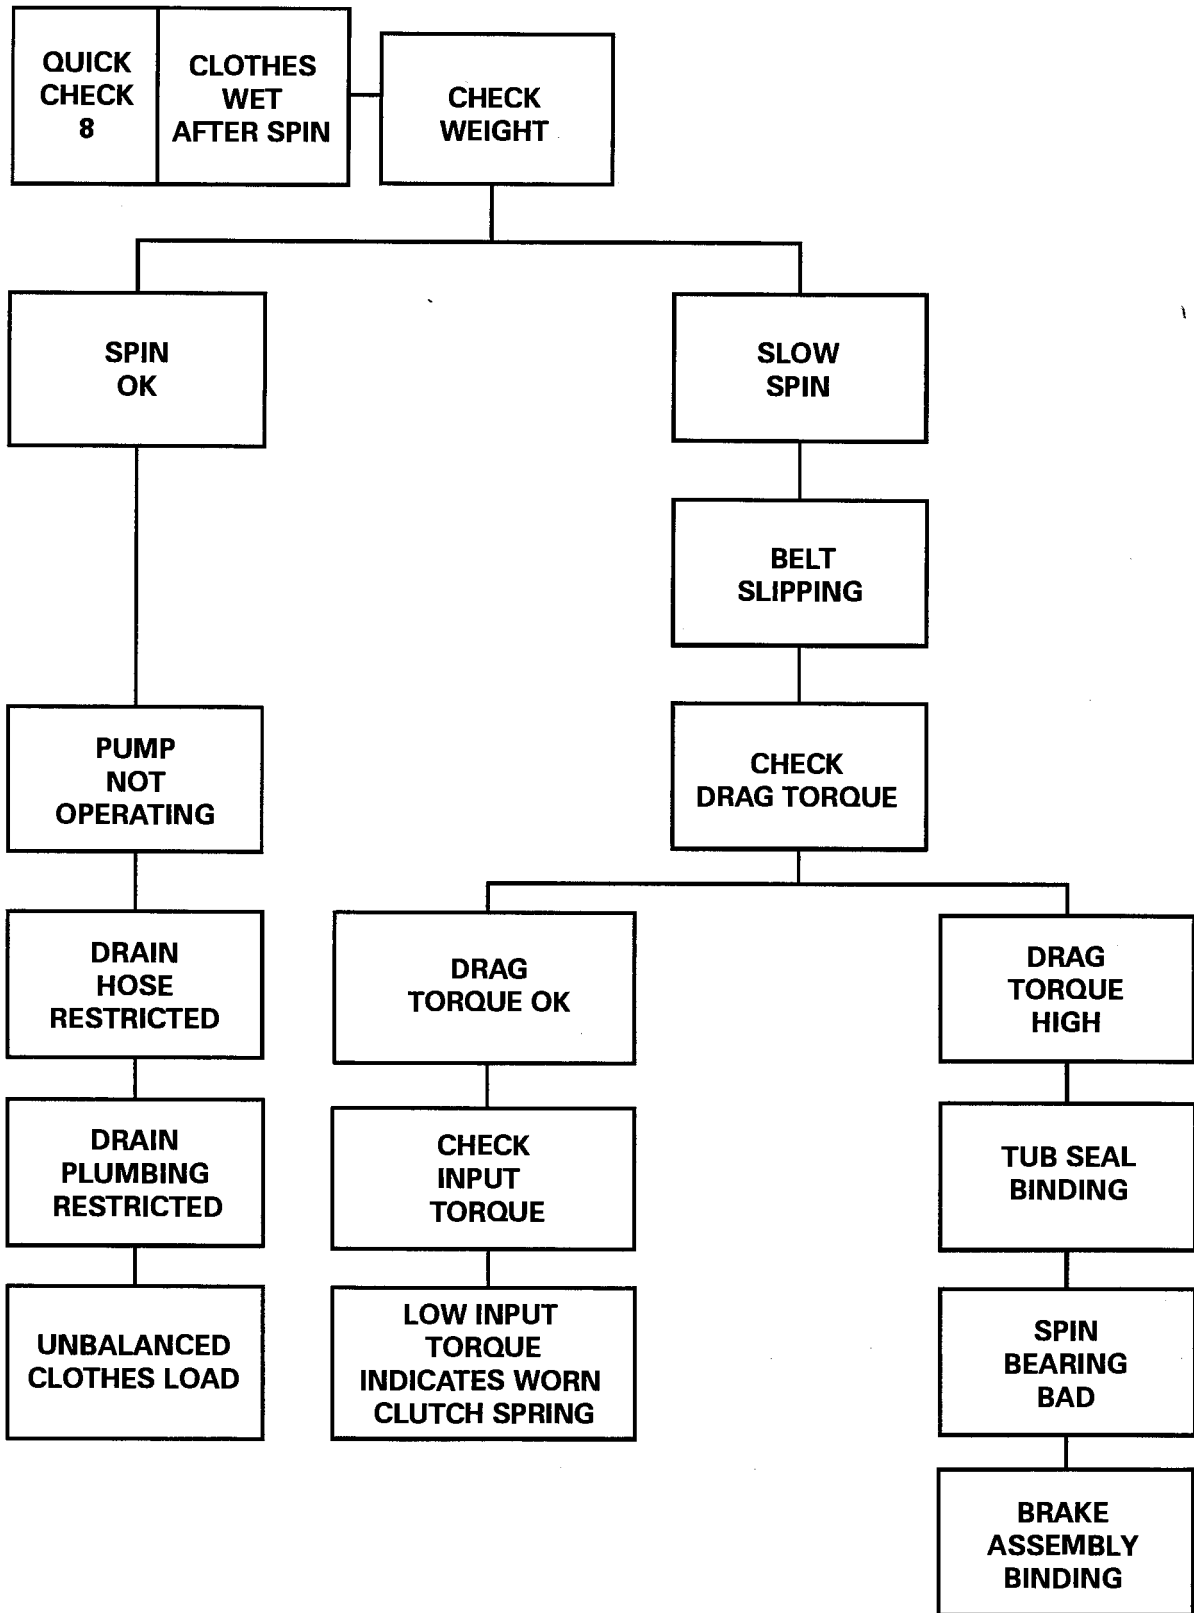 QUICK
CHECK
8
CLOTHES
WET
AFTER SPIN
CHECK
WEIGHT
SPIN
OK
SLOW
SPIN
BELT
SLIPPING
PUMP
NOT
OPERATING
CHECK
DRAG TORQUE
DRAIN
HOSE
RESTRICTED
DRAG
TORQUE OK
DRAG
TORQUE
HIGH
DRAIN
PLUMBING
RESTRICTED
CHECK
INPUT
TORQUE
TUB SEAL
BINDING
UNBALANCED
CLOTHES LOAD
LOW INPUT
TORQUE
INDICATES WORN
CLUTCH SPRING
SPIN
BEARING
BAD
BRAKE
ASSEMBLY
BINDING